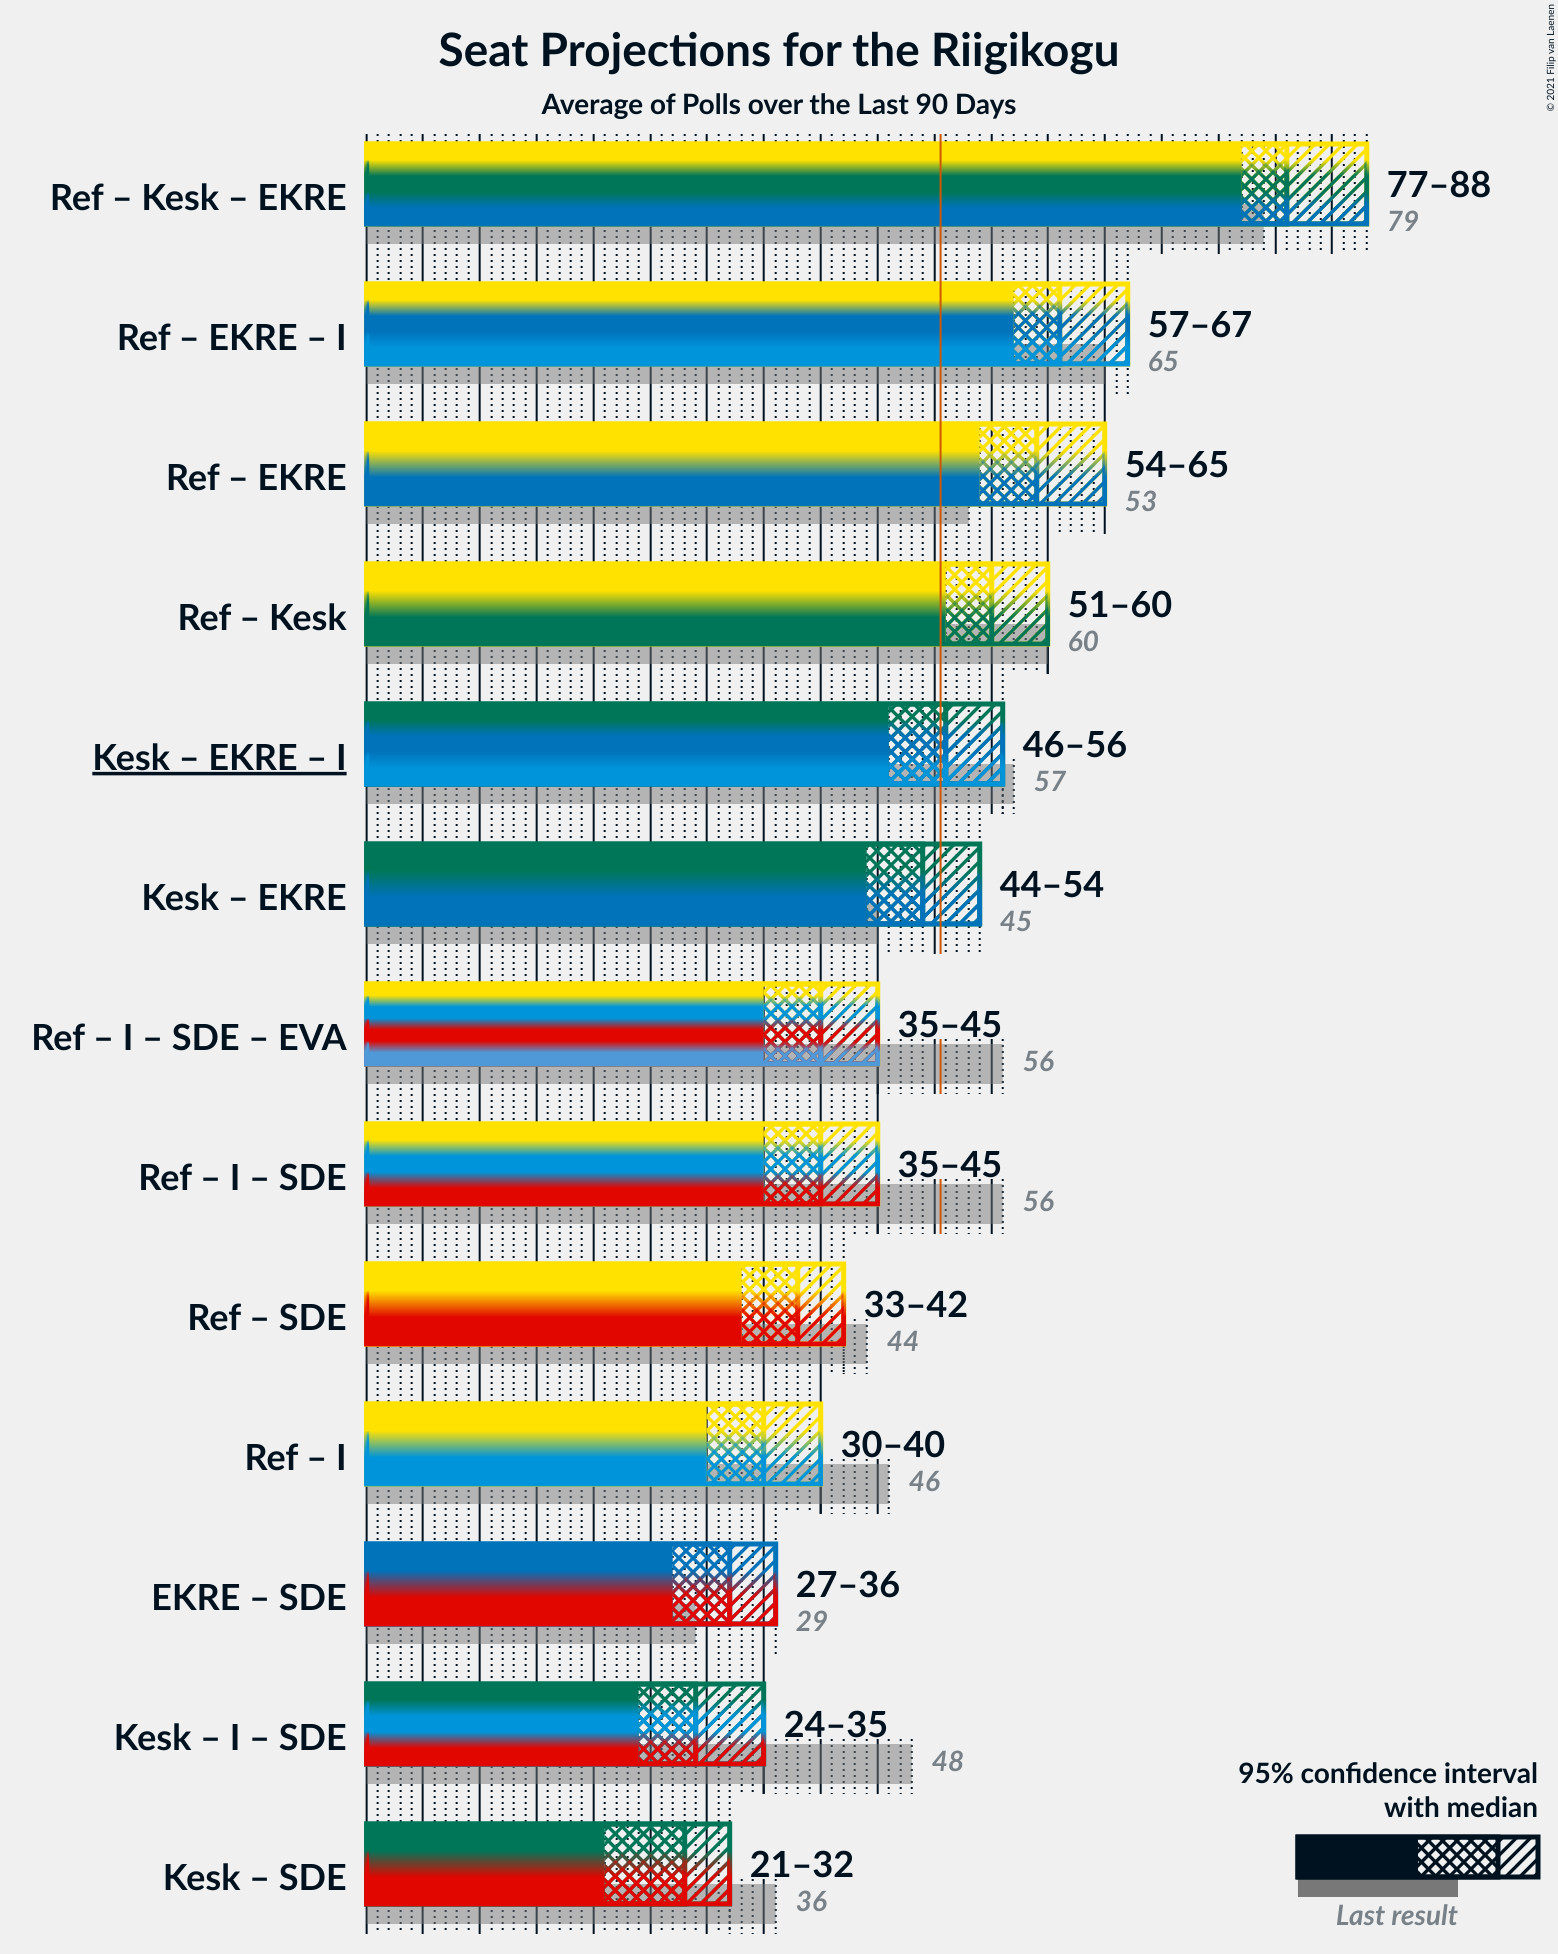 Seat Projections for the Riigikogu
Average of Polls over the Last 90 Days
© 2021 Filip van Laenen
Ref – Kesk – EKRE
77–88
79
Ref – EKRE – I
57–67
65
Ref – EKRE
54–65
53
Ref – Kesk
51–60
60
Kesk – EKRE – I
46–56
57
Kesk – EKRE
44–54
45
Ref – I – SDE – EVA
35–45
56
Ref – I – SDE
35–45
56
Ref – SDE
33–42
44
Ref – I
30–40
46
EKRE – SDE
27–36
29
Kesk – I – SDE
24–35
48
Kesk – SDE
21–32
36
95% confidence interval
with median
Last result